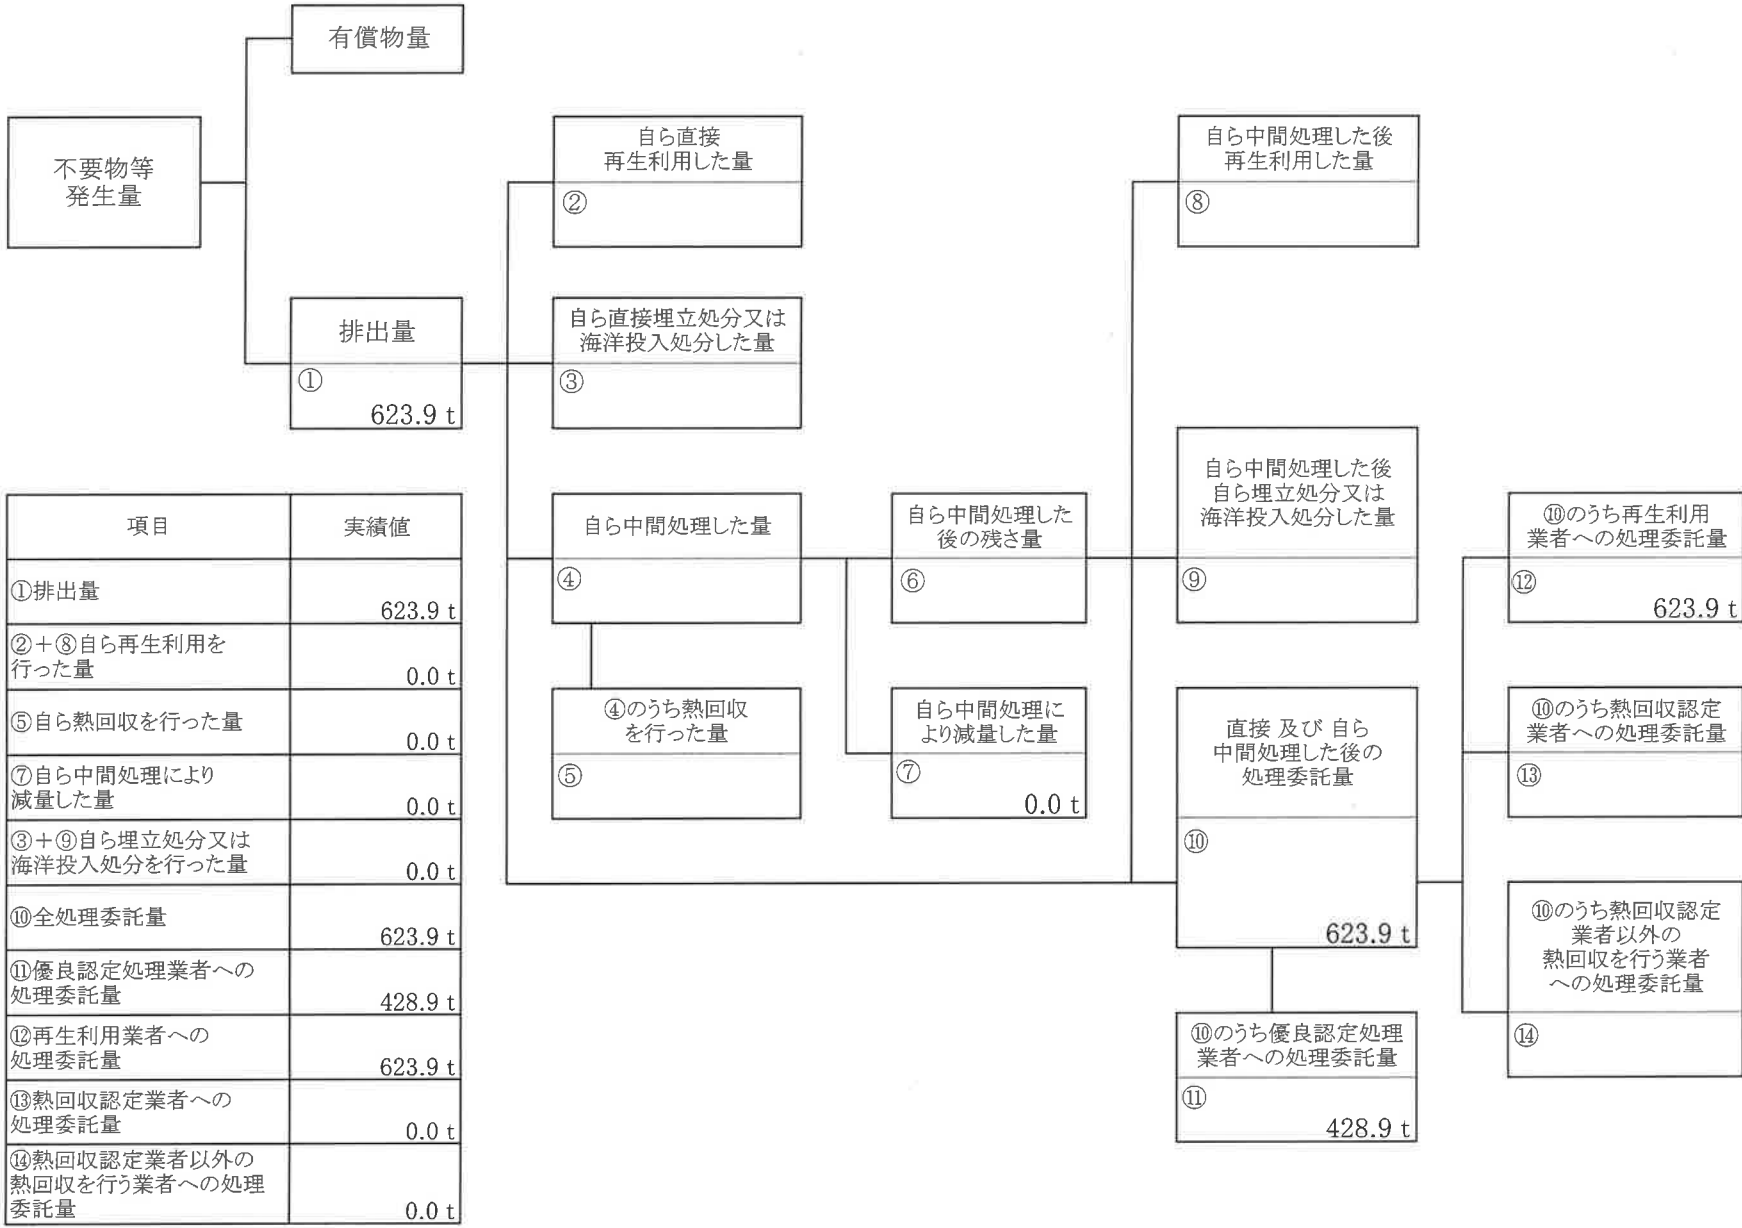 有償物量
不要物等
発生量
自ら直接
再生利用した量
②
自ら中間処理した後
再生利用した量
⑧
排出量
①
623.9 t
自ら直接埋立処分又は
海洋投入処分した量
③
自ら中間処理した量
④
自ら中間処理した
後の残さ量
⑥
自ら中間処理した後
自ら埋立処分又は
海洋投入処分した量
⑨
⑩のうち再生利用
業者への処理委託量
⑫
623.9 t
④のうち熱回収
を行った量
⑤
自ら中間処理に
より減量した量
⑦
0.0 t
直接 及び 自ら
中間処理した後の
処理委託量
⑩
623.9 t
⑩のうち熱回収認定
業者への処理委託量
⑬
⑩のうち熱回収認定
業者以外の
熱回収を行う業者
への処理委託量
⑭
⑩のうち優良認定処理
業者への処理委託量
⑪
428.9 t
項目 実績値
①排出量
623.9 t
②＋⑧自ら再生利用を
行った量
0.0 t
⑤自ら熱回収を行った量
0.0 t
⑦自ら中間処理により
減量した量
0.0 t
③＋⑨自ら埋立処分又は
海洋投入処分を行った量
0.0 t
⑩全処理委託量
623.9 t
⑪優良認定処理業者への
処理委託量
428.9 t
⑫再生利用業者への
処理委託量
623.9 t
⑬熱回収認定業者への
処理委託量
0.0 t
⑭熱回収認定業者以外の
熱回収を行う業者への処理
委託量
0.0 t